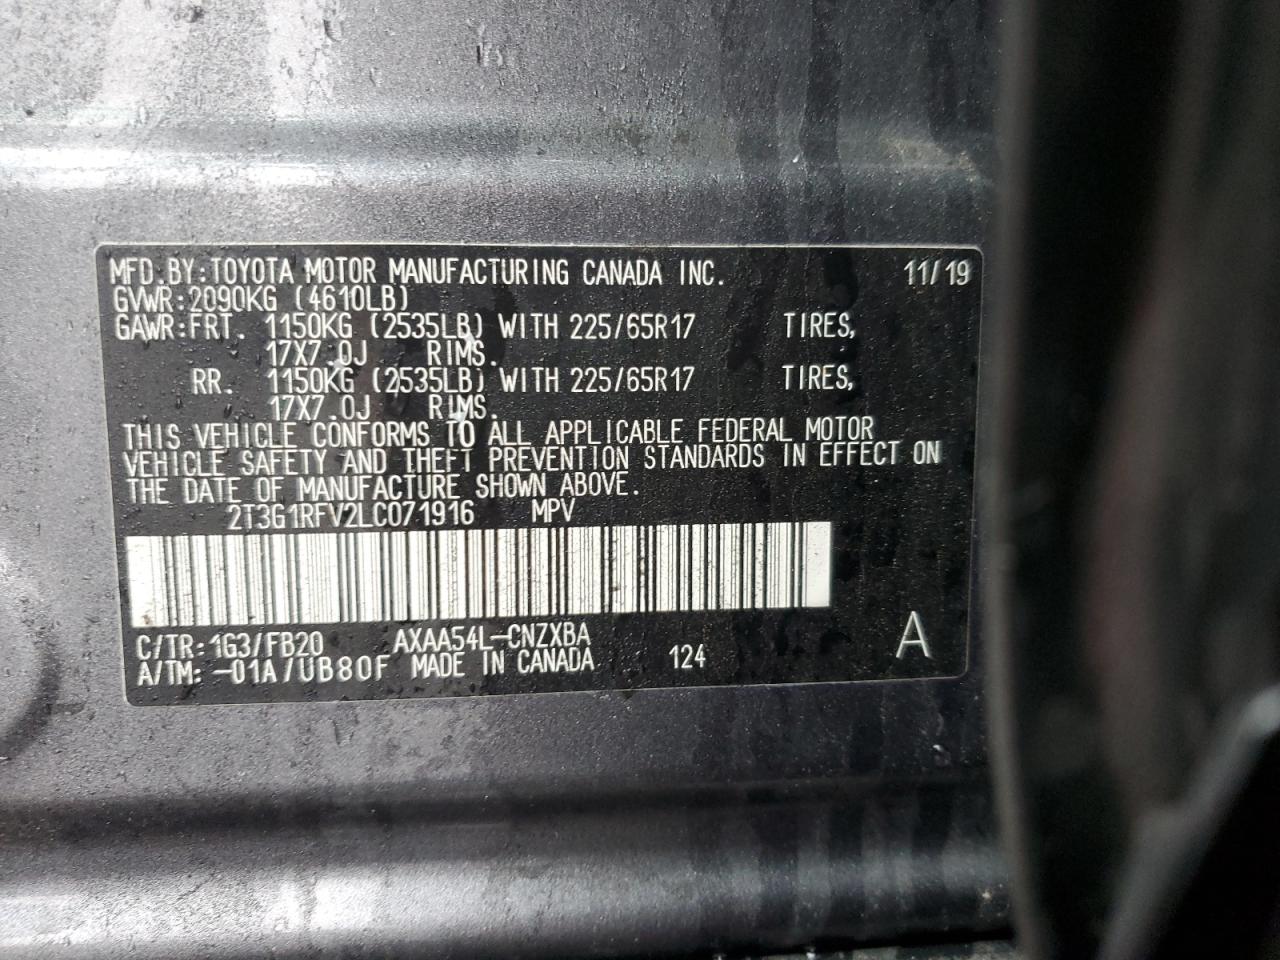 MFD.BY:TOYOTA MOTOR MANUFACTURING CANADA INC. 11/19
GVWR:2090KG (4610LB)
GAWR:FRT. 1150KG (2535LB) WITH 225/65R17 TIRES,
17X7.0J RIMS.
RR. 1150KG (2535LB) WITH 225/65R17 TIRES,
17X7.0J RIMS.
THIS VEHICLE CONFORMS TO ALL APPLICABLE FEDERAL MOTOR
VEHICLE SAFETY AND THEFT PREVENTION STANDARDS IN EFFECT ON
THE DATE OF MANUFACTURE SHOWN ABOVE.
2T3G1RFV2LC071916 MPV
C/TR:1G3/FB20 AXAA54L-CNZXBA A
A/TM:-01A/UB80F MADE IN CANADA 124